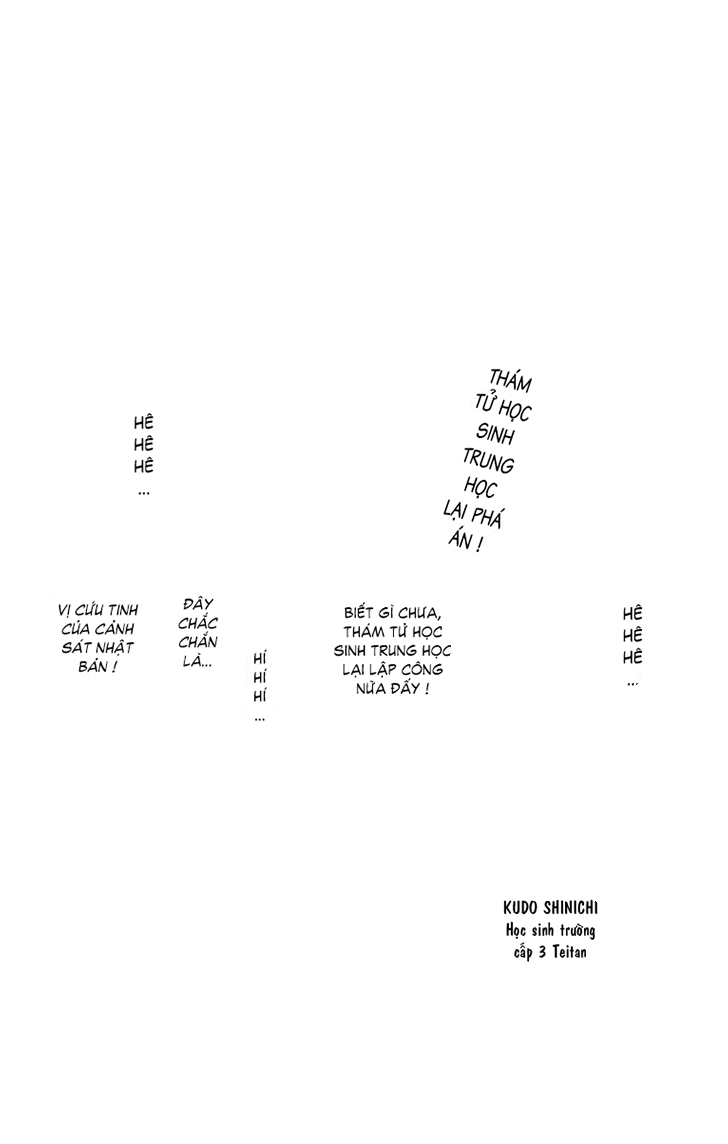 THÁM
TỬ HỌC
SINH
TRUNG
HỌC
LẠI PHÁ
ÁN !
HÊ
HÊ
HÊ
...
HÊ
HÊ
HÊ
...
BIẾT GÌ CHƯA,
THÁM TỬ HỌC
SINH TRUNG HỌC
LẠI LẬP CÔNG
NỮA ĐẤY !
HÍ
HÍ
HÍ
...
ĐÂY
CHẮC
CHẮN
LÀ...
VỊ CỨU TINH
CỦA CẢNH
SÁT NHẬT
BẢN !
KUDO SHINICHI
Học sinh trường
cấp 3 Teitan